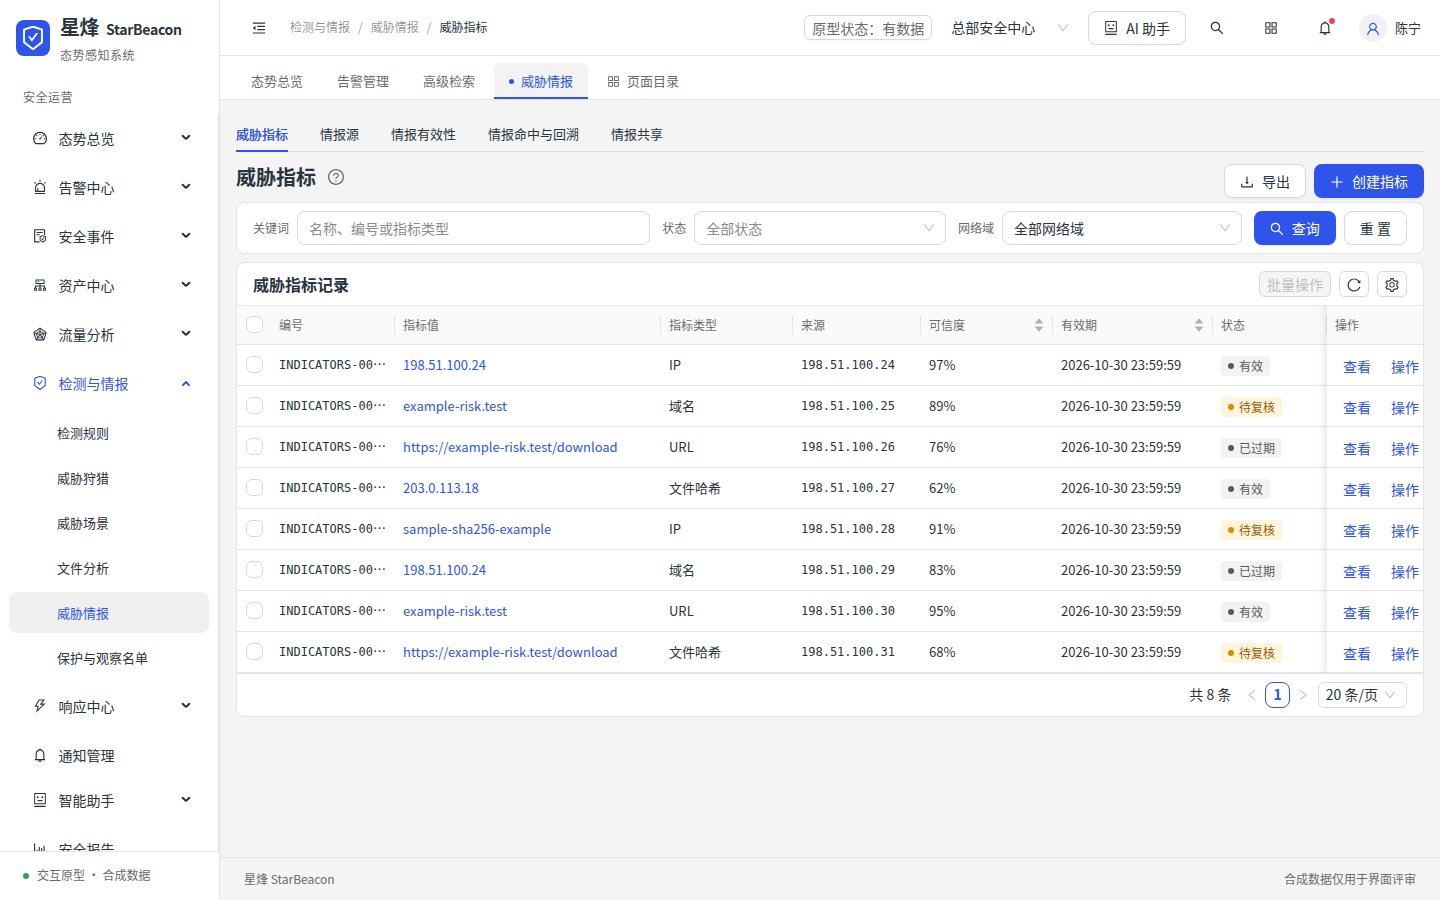 星烽 StarBeacon
态势感知系统
安全运营
态势总览
告警中心
安全事件
资产中心
流量分析
检测与情报
检测规则
威胁狩猎
威胁场景
文件分析
威胁情报
保护与观察名单
响应中心
通知管理
智能助手
安全报告
交互原型 · 合成数据
检测与情报 / 威胁情报 / 威胁指标
原型状态：有数据
总部安全中心
AI 助手
陈宁
态势总览 告警管理 高级检索 威胁情报 页面目录
威胁指标 情报源 情报有效性 情报命中与回溯 情报共享
威胁指标
导出 创建指标
关键词 名称、编号或指标类型 状态 全部状态 网络域 全部网络域 查询 重 置
威胁指标记录 批量操作
编号 指标值 指标类型 来源 可信度 有效期 状态 操作
INDICATORS-00··· 198.51.100.24 IP 198.51.100.24 97% 2026-10-30 23:59:59 有效 查看 操作
INDICATORS-00··· example-risk.test 域名 198.51.100.25 89% 2026-10-30 23:59:59 待复核 查看 操作
INDICATORS-00··· https://example-risk.test/download URL 198.51.100.26 76% 2026-10-30 23:59:59 已过期 查看 操作
INDICATORS-00··· 203.0.113.18 文件哈希 198.51.100.27 62% 2026-10-30 23:59:59 有效 查看 操作
INDICATORS-00··· sample-sha256-example IP 198.51.100.28 91% 2026-10-30 23:59:59 待复核 查看 操作
INDICATORS-00··· 198.51.100.24 域名 198.51.100.29 83% 2026-10-30 23:59:59 已过期 查看 操作
INDICATORS-00··· example-risk.test URL 198.51.100.30 95% 2026-10-30 23:59:59 有效 查看 操作
INDICATORS-00··· https://example-risk.test/download 文件哈希 198.51.100.31 68% 2026-10-30 23:59:59 待复核 查看 操作
共 8 条 1 20 条/页
星烽 StarBeacon
合成数据仅用于界面评审